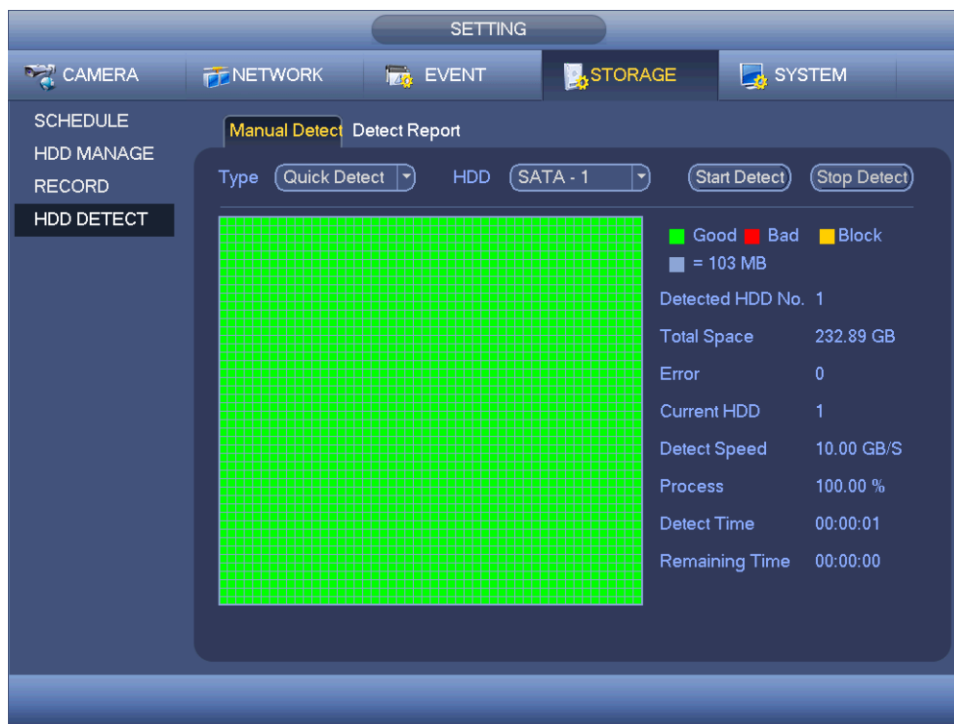 SETTING
CAMERA NETWORK EVENT STORAGE SYSTEM
SCHEDULE
HDD MANAGE
RECORD
HDD DETECT
Manual Detect Detect Report
Type Quick Detect HDD SATA - 1 Start Detect Stop Detect
Good Bad Block
= 103 MB
Detected HDD No. 1
Total Space 232.89 GB
Error 0
Current HDD 1
Detect Speed 10.00 GB/S
Process 100.00 %
Detect Time 00:00:01
Remaining Time 00:00:00